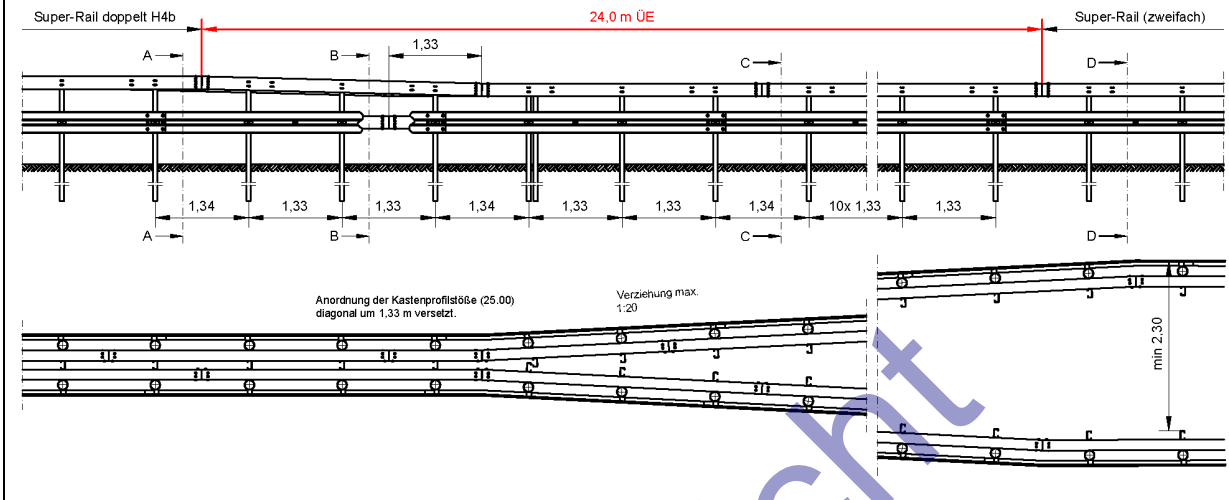 Super-Rail doppelt H4b
24,0 m ÜE
Super-Rail (zweifach)
A
B
1,33
C
D
1,34
1,33
1,33
1,34
1,33
1,33
1,34
10x 1,33
1,33
A
B
C
D
Anordnung der Kastenprofilstöße (25.00)
diagonal um 1,33 m versetzt.
Verziehung max.
1:20
min 2,30
cht